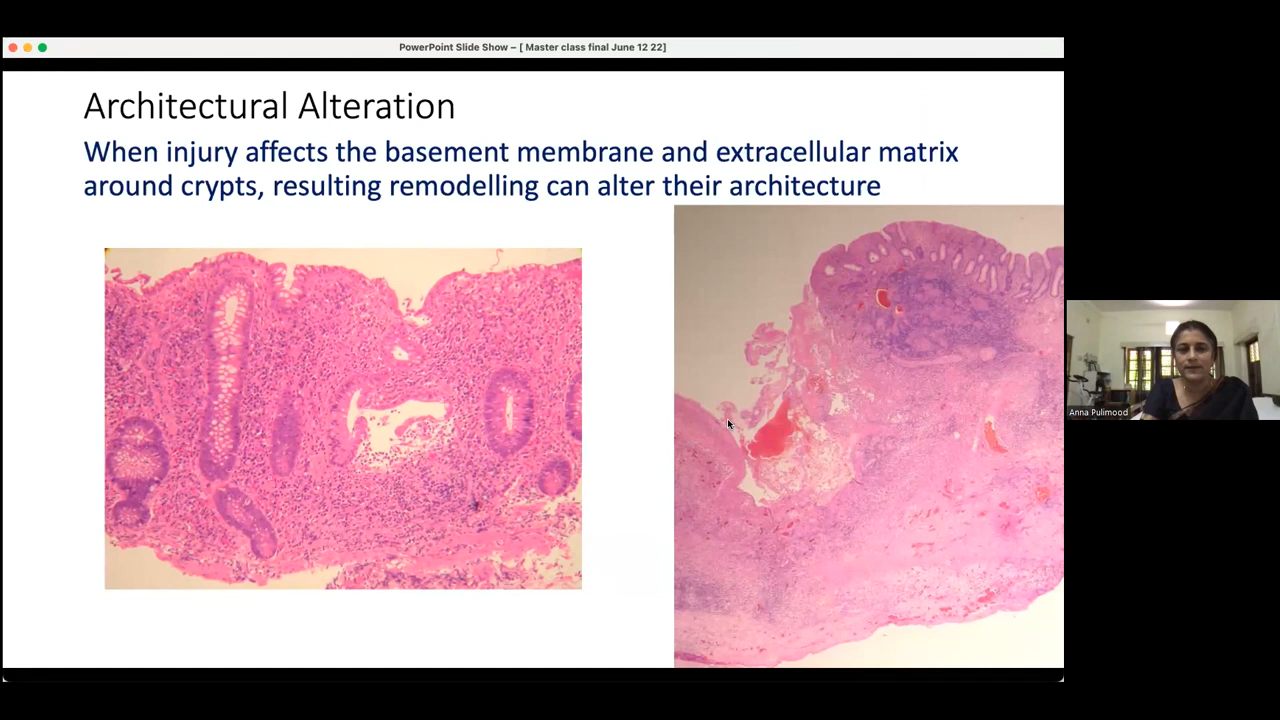 PowerPoint Slide Show – [ Master class final June 12 22]
Architectural Alteration
When injury affects the basement membrane and extracellular matrix
around crypts, resulting remodelling can alter their architecture
Anna Pulimood